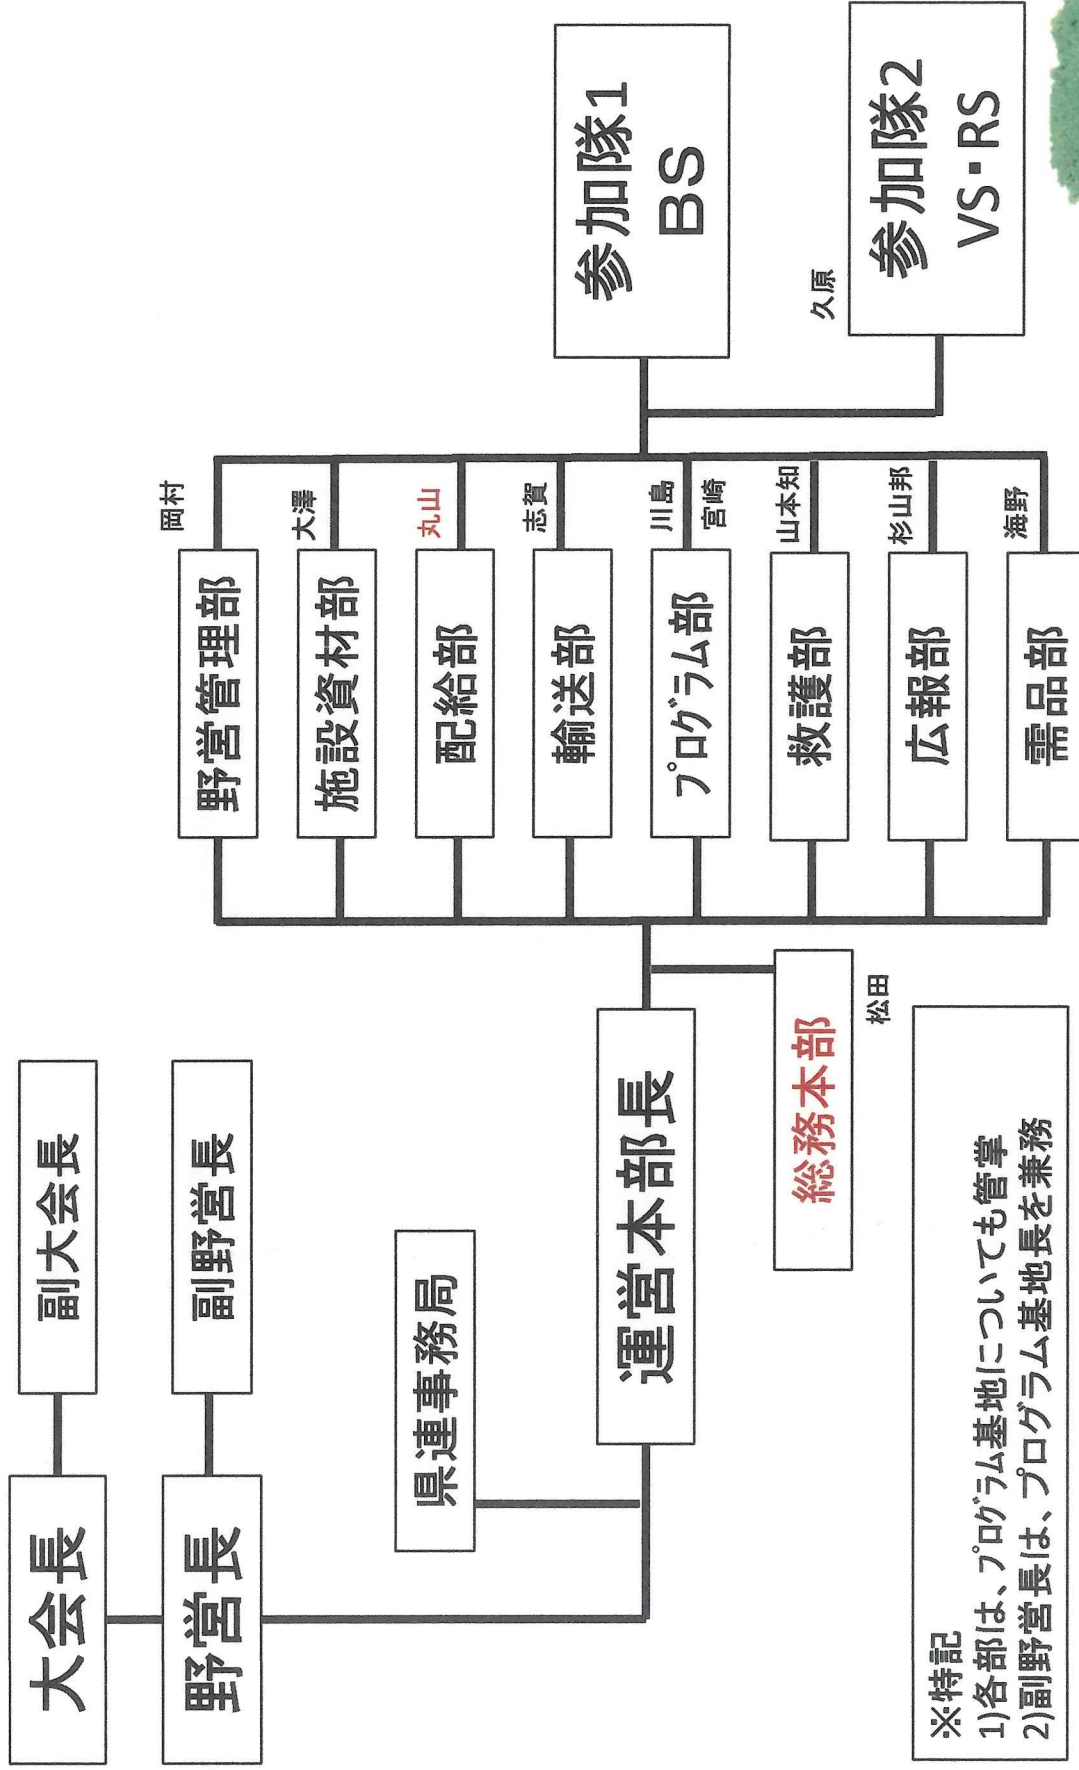 大会長
副大会長
野営長
副野営長
県連事務局
運営本部長
総務本部
松田
野営管理部
岡村
施設資材部
大澤
配給部
丸山
輸送部
志賀
プログラム部
川島
宮崎
救護部
山本知
広報部
杉山邦
需品部
海野
参加隊1
BS
久原
参加隊2
VS・RS
※特記
1)各部は、プログラム基地についても管掌
2)副野営長は、プログラム基地長を兼務